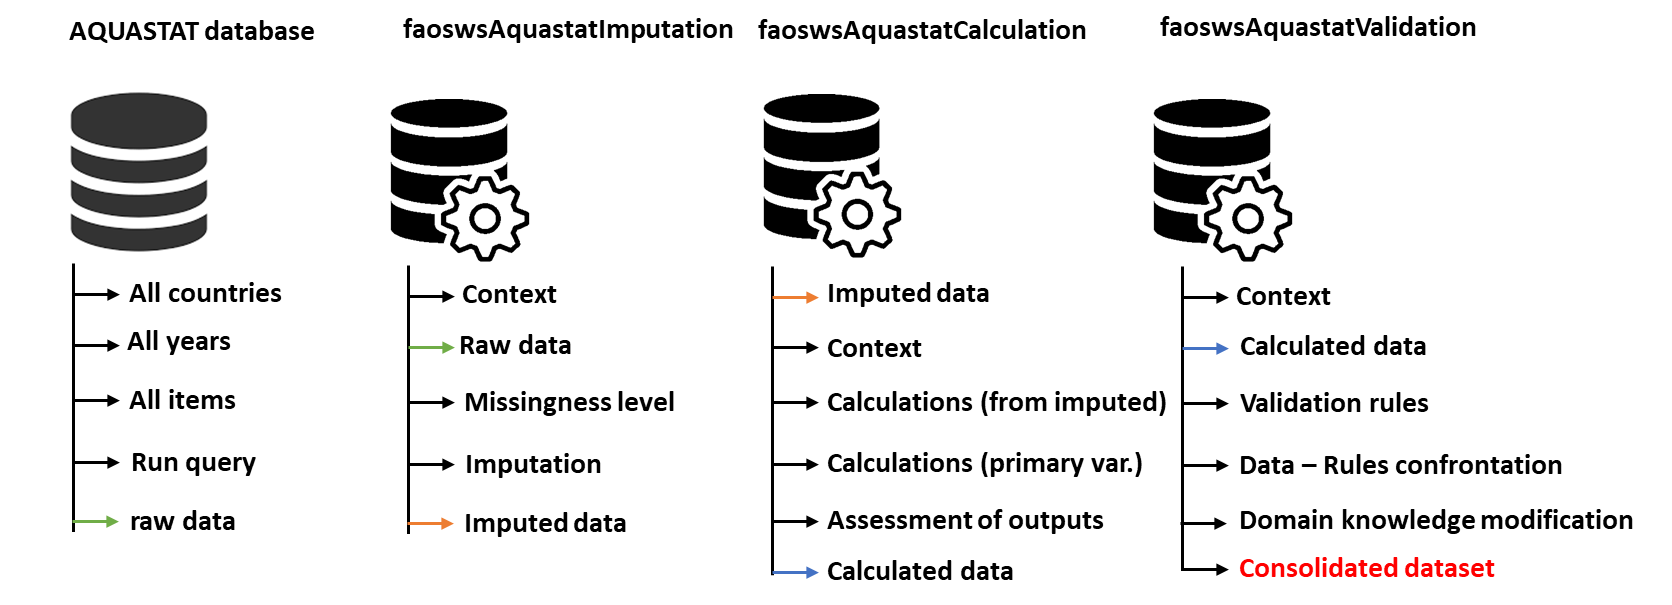 AQUASTAT database
All countries
All years
All items
Run query
raw data
faoswsAquastatImputation
Context
Raw data
Missingness level
Imputation
Imputed data
faoswsAquastatCalculation
Imputed data
Context
Calculations (from imputed)
Calculations (primary var.)
Assessment of outputs
Calculated data
faoswsAquastatValidation
Context
Calculated data
Validation rules
Data – Rules confrontation
Domain knowledge modification
Consolidated dataset